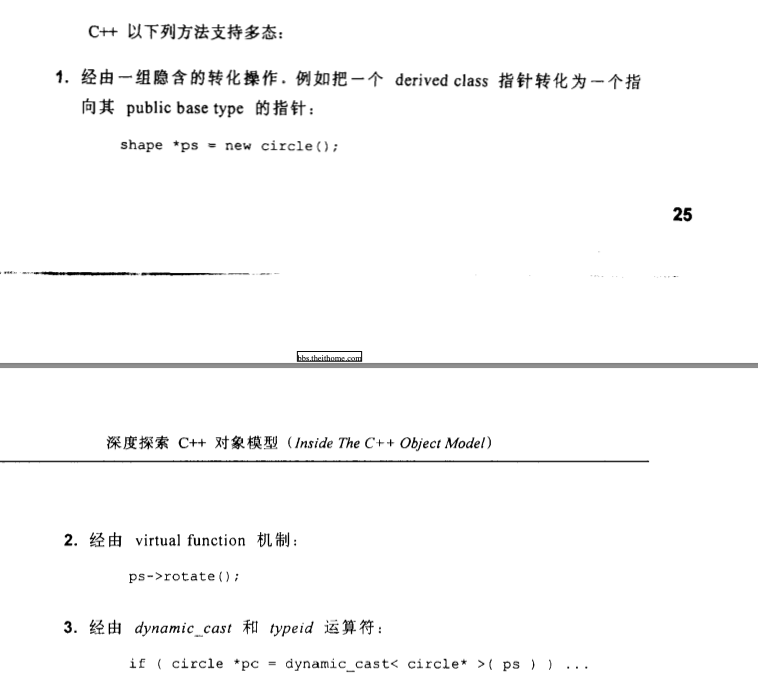 C++ 以下列方法支持多态：
1. 经由一组隐含的转化操作．例如把一个 derived class 指针转化为一个指
向其 public base type 的指针：
shape *ps = new circle();
25
bbs.theithome.com
深度探索 C++ 对象模型（Inside The C++ Object Model）
2. 经由 virtual function 机制：
ps->rotate();
3. 经由 dynamic_cast 和 typeid 运算符：
if ( circle *pc = dynamic_cast< circle* >( ps ) ) ...